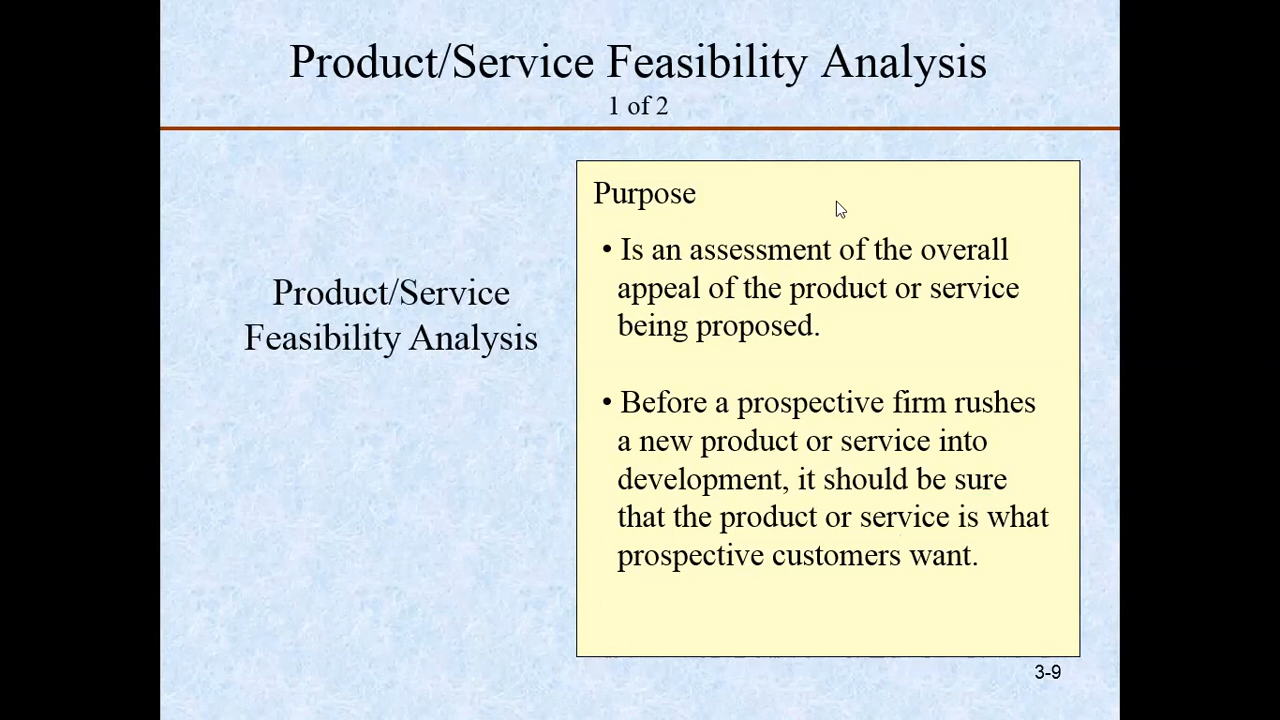 Product/Service Feasibility Analysis
1 of 2
Product/Service
Feasibility Analysis
Purpose
• Is an assessment of the overall
appeal of the product or service
being proposed.
• Before a prospective firm rushes
a new product or service into
development, it should be sure
that the product or service is what
prospective customers want.
3-9